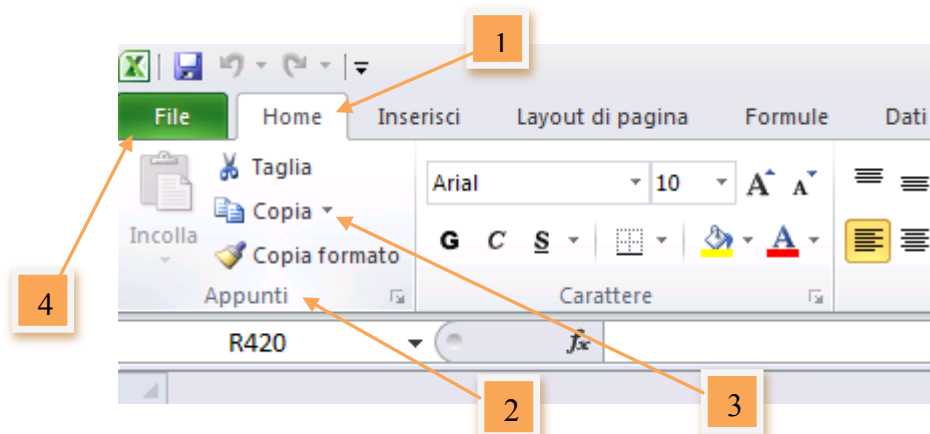 1
File Home Inserisci Layout di pagina Formule Dati
Taglia
Arial 10 A A
Copia
Incolla
G C S A
Copia formato
4
Appunti Carattere
R420 fx
2 3